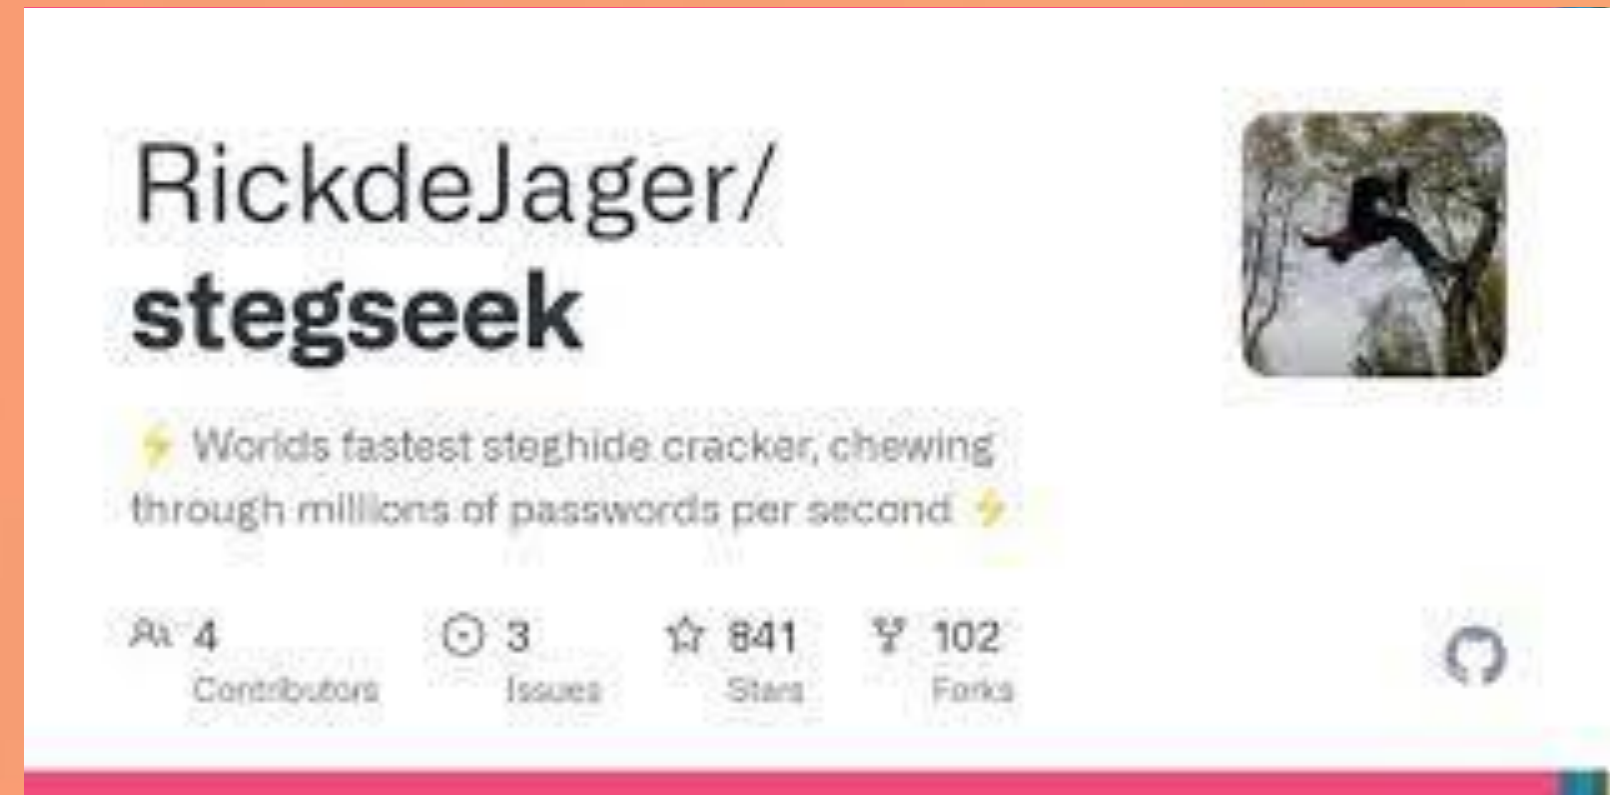 RickdeJager/
stegseek
⚡ Worlds fastest steghide cracker, chewing
through millions of passwords per second ⚡
4 3 841 102
Contributors Issues Stars Forks